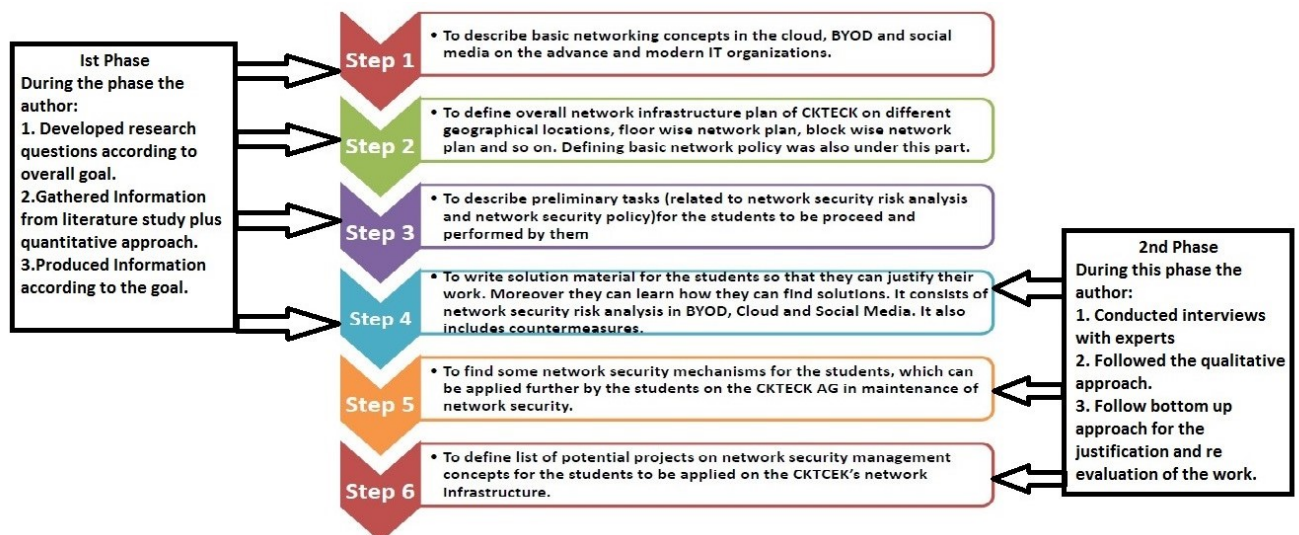 Ist Phase
During the phase the
author:
1. Developed research
questions according to
overall goal.
2.Gathered Information
from literature study plus
quantitative approach.
3.Produced Information
according to the goal.
Step 1
• To describe basic networking concepts in the cloud, BYOD and social
media on the advance and modern IT organizations.
Step 2
• To define overall network infrastructure plan of CKTECK on different
geographical locations, floor wise network plan, block wise network
plan and so on. Defining basic network policy was also under this part.
Step 3
• To describe preliminary tasks (related to network security risk analysis
and network security policy)for the students to be proceed and
performed by them
Step 4
• To write solution material for the students so that they can justify their
work. Moreover they can learn how they can find solutions. It consists of
network security risk analysis in BYOD, Cloud and Social Media. It also
includes countermeasures.
Step 5
• To find some network security mechanisms for the students, which can
be applied further by the students on the CKTECK AG in maintenance of
network security.
Step 6
• To define list of potential projects on network security management
concepts for the students to be applied on the CKTCEK’s network
Infrastructure.
2nd Phase
During this phase the
author:
1. Conducted interviews
with experts
2. Followed the qualitative
approach.
3. Follow bottom up
approach for the
justification and re
evaluation of the work.